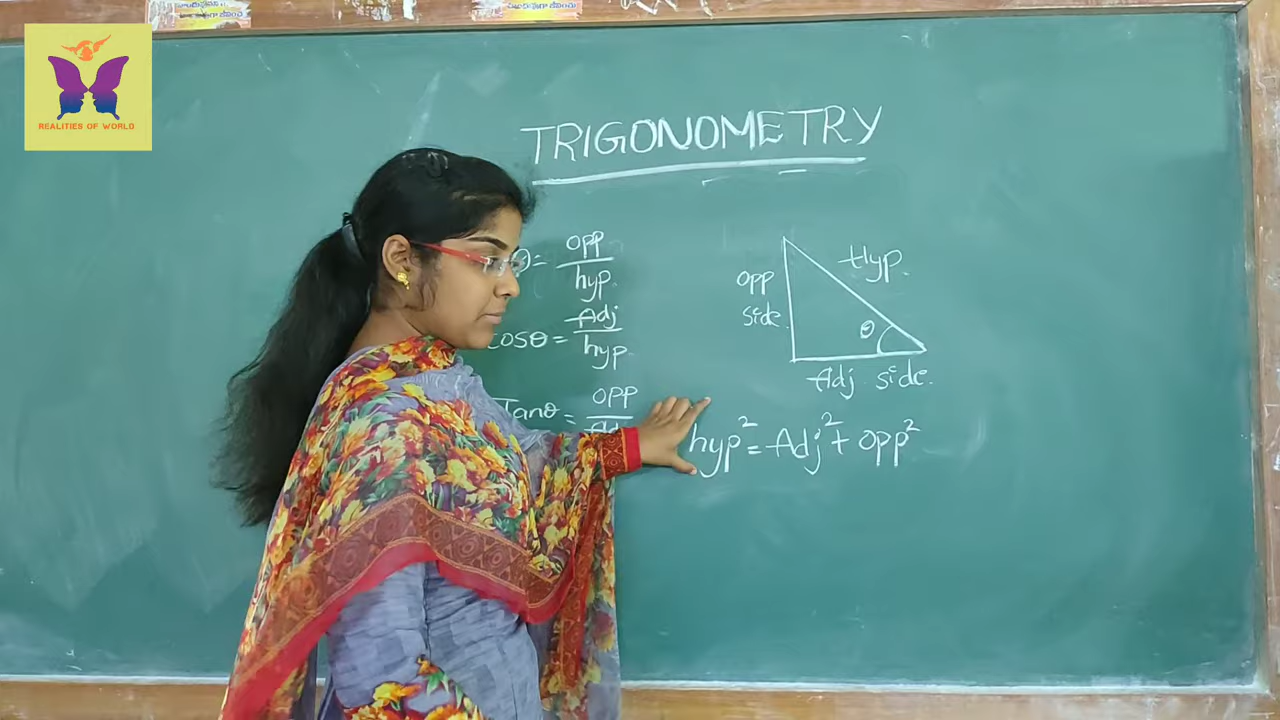 REALITIES OF WORLD
TRIGONOMETRY
θ = opp
hyp.
cosθ = Adj
hyp.
Tanθ = opp
opp
side.
Hyp.
θ
Adj side.
hyp² = Adj² + opp²